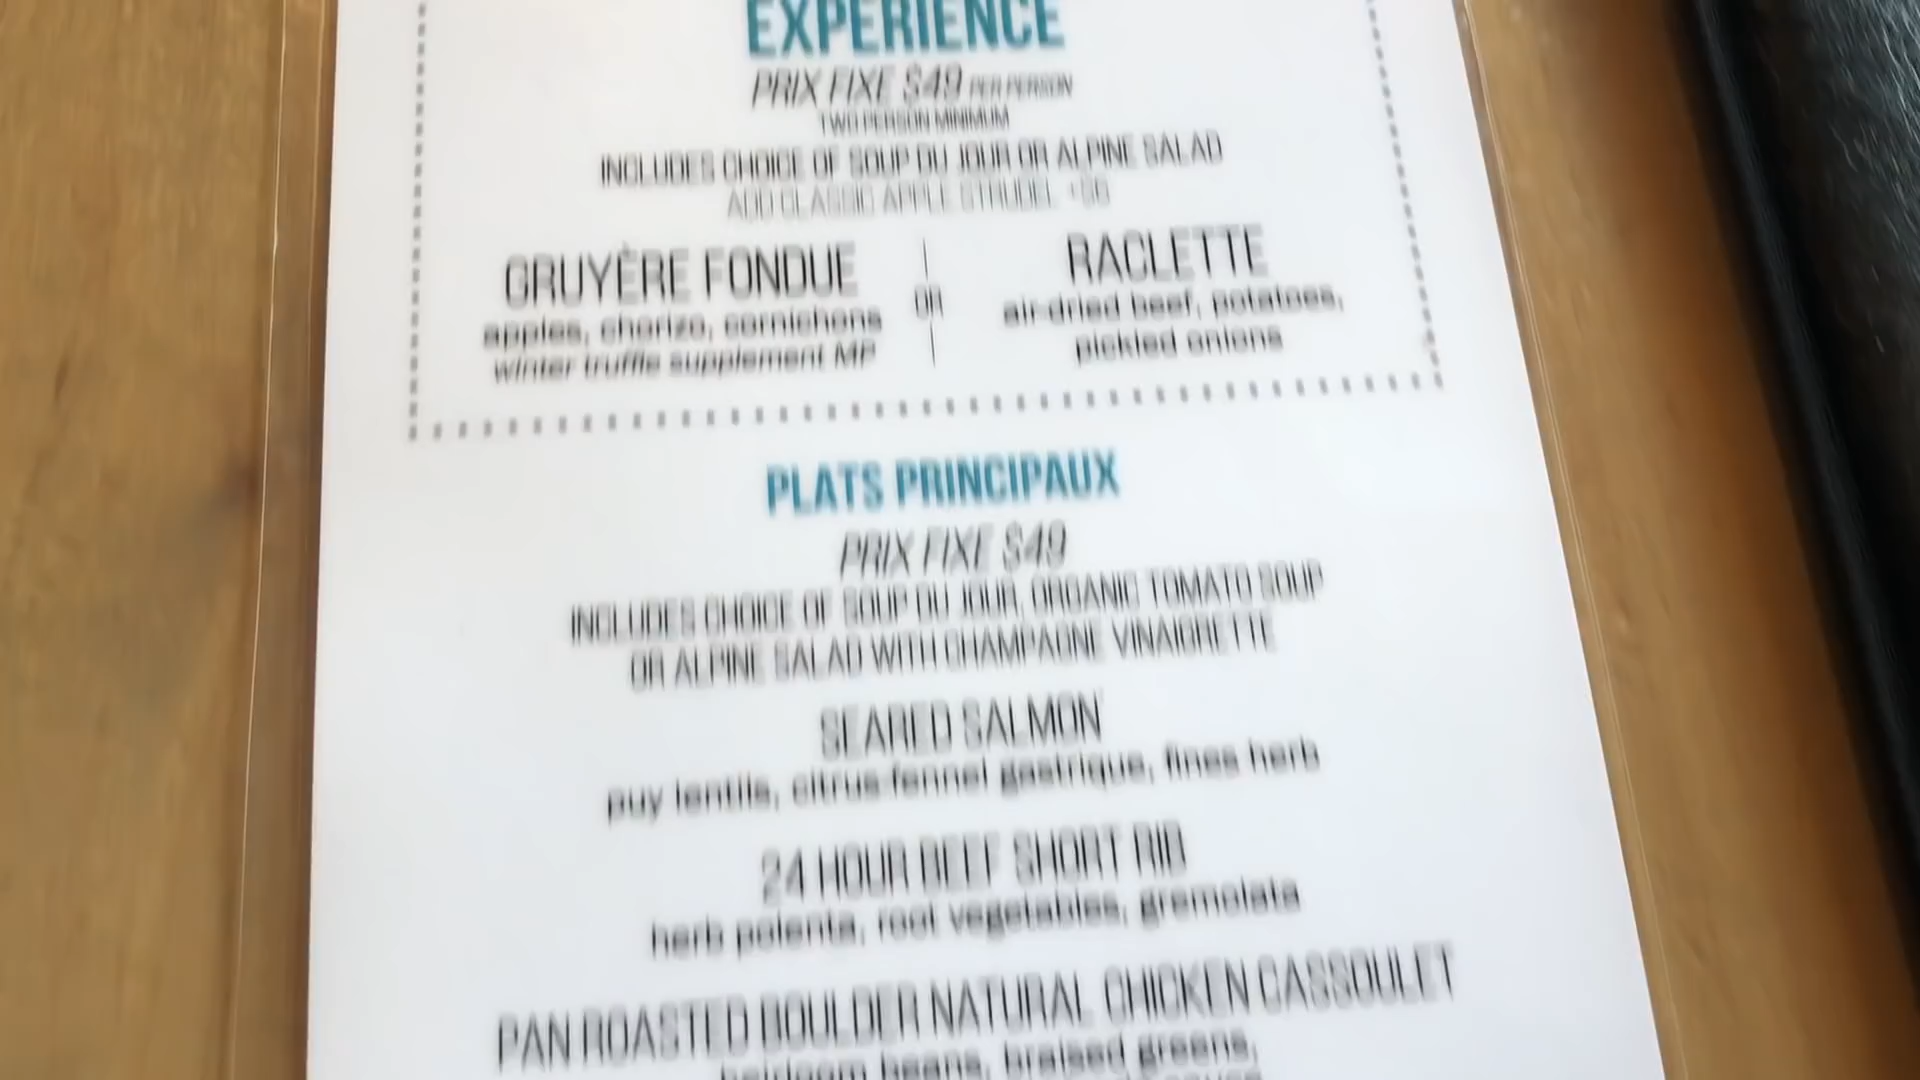 EXPERIENCE
PRIX FIXE $49 PER PERSON
TWO PERSON MINIMUM
INCLUDES CHOICE OF SOUP DU JOUR OR ALPINE SALAD
ADD CLASSIC APPLE STRUDEL
GRUYÈRE FONDUE
apples, chorizo, cornichons
winter truffle supplement MP
OR
RACLETTE
air-dried beef, potatoes,
pickled onions
PLATS PRINCIPAUX
PRIX FIXE $49
INCLUDES CHOICE OF SOUP DU JOUR, ORGANIC TOMATO SOUP
OR ALPINE SALAD WITH CHAMPAGNE VINAIGRETTE
SEARED SALMON
puy lentils, citrus-fennel gastrique, fines herb
24 HOUR BEEF SHORT RIB
herb polenta, root vegetables, gremolata
PAN ROASTED BOULDER NATURAL CHICKEN CASSOULET
heirloom beans, braised greens,